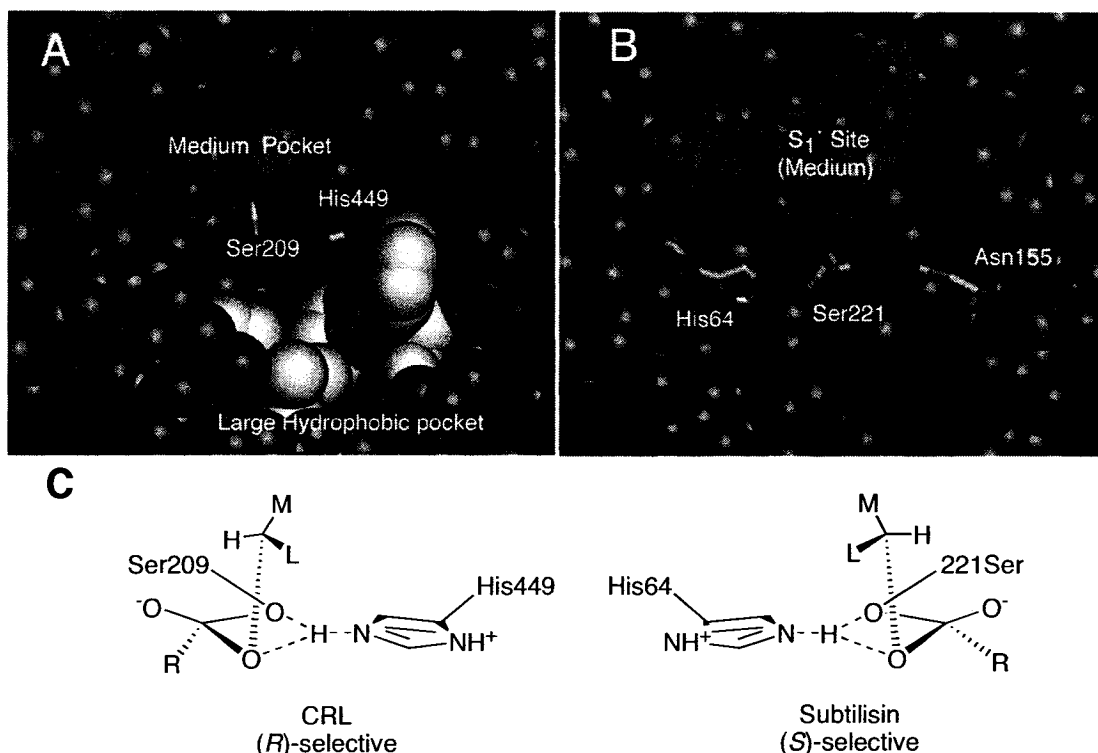 A
Medium Pocket
His449
Ser209
Large Hydrophobic pocket
B
S1' Site
(Medium)
Asn155
His64
Ser221
C
M
H
L
Ser209
His449
-O
O
H
N
NH+
R
O
CRL
(R)-selective
M
L
H
His64
221Ser
O
O-
NH+
N
H
O
R
Subtilisin
(S)-selective